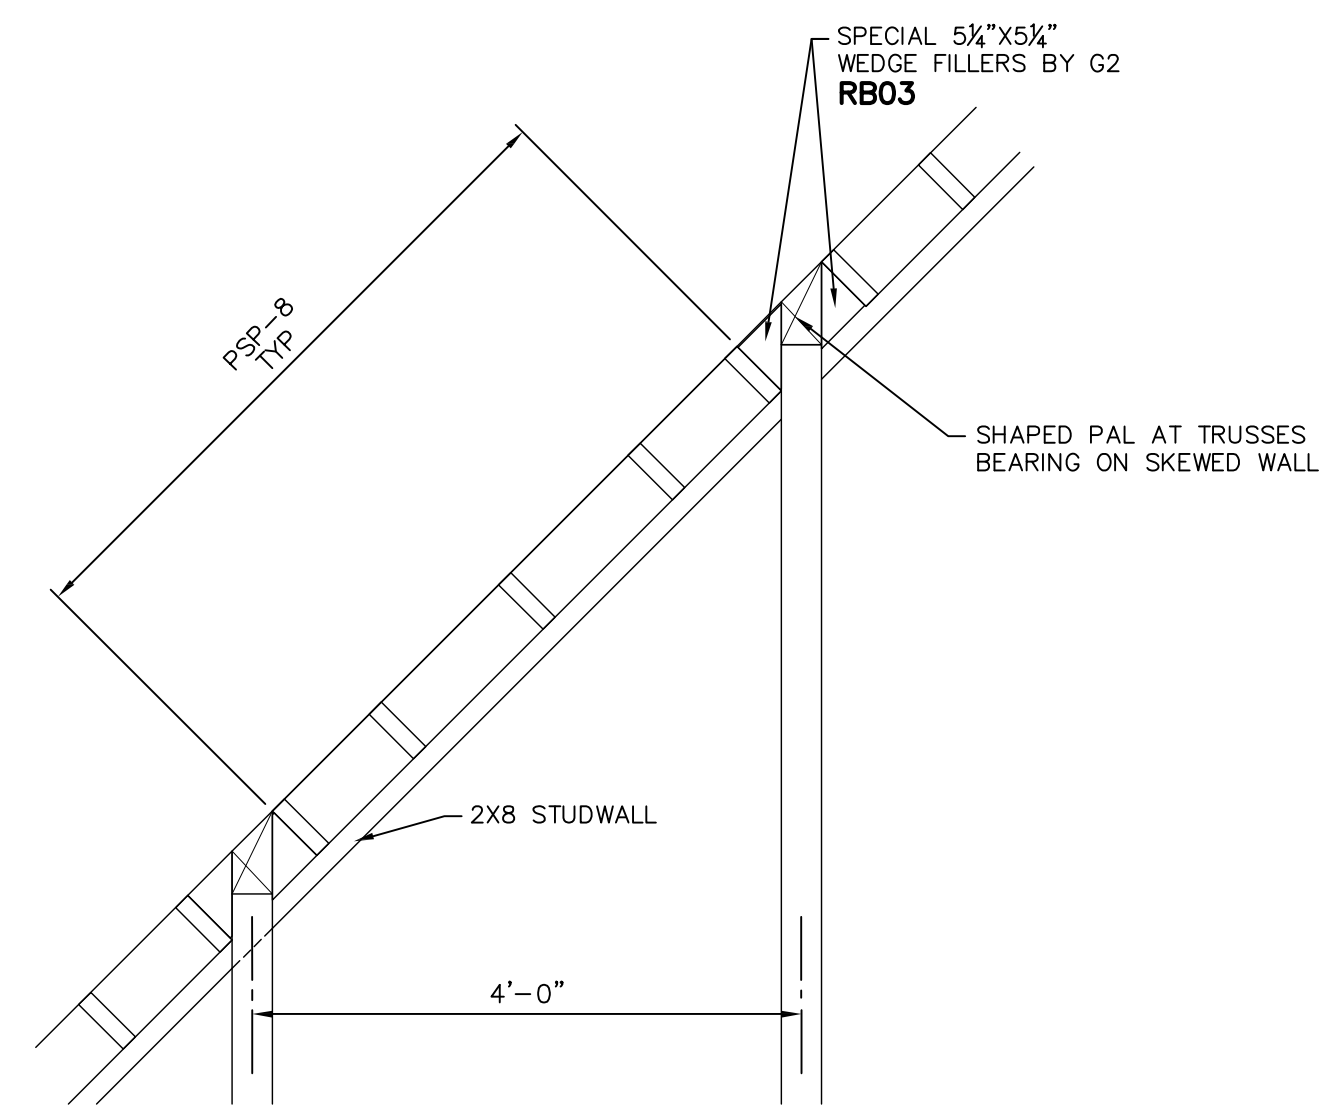 SPECIAL 5¼"X5¼"
WEDGE FILLERS BY G2
RB03
PSP-8
TYP
SHAPED PAL AT TRUSSES
BEARING ON SKEWED WALL
2X8 STUDWALL
4'-0"